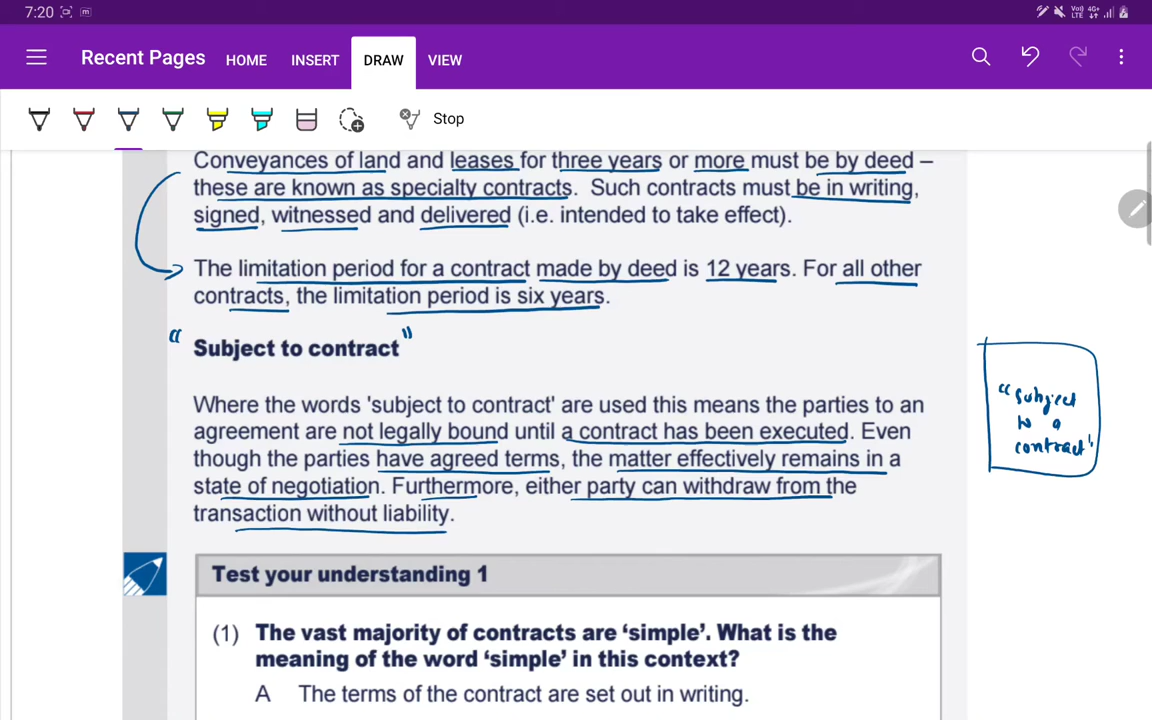 7:20
Vo)) 4G+
LTE
Recent Pages HOME INSERT DRAW VIEW
Stop
Conveyances of land and leases for three years or more must be by deed –
these are known as specialty contracts. Such contracts must be in writing,
signed, witnessed and delivered (i.e. intended to take effect).
The limitation period for a contract made by deed is 12 years. For all other
contracts, the limitation period is six years.
"Subject to contract"
Where the words 'subject to contract' are used this means the parties to an
agreement are not legally bound until a contract has been executed. Even
though the parties have agreed terms, the matter effectively remains in a
state of negotiation. Furthermore, either party can withdraw from the
transaction without liability.
"Subject
to a
contract"
Test your understanding 1
(1) The vast majority of contracts are 'simple'. What is the
meaning of the word 'simple' in this context?
A The terms of the contract are set out in writing.